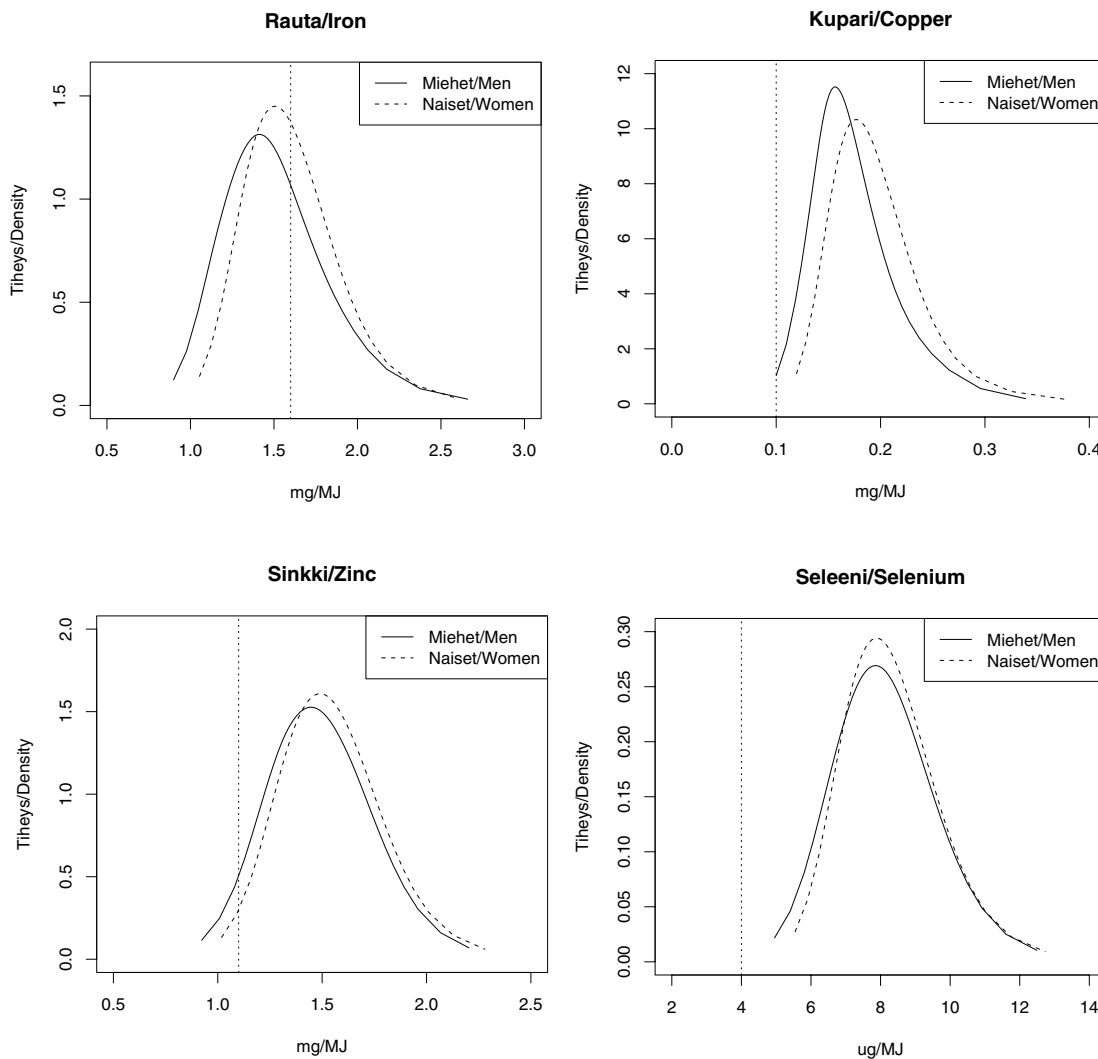 Rauta/Iron
Miehet/Men
Naiset/Women
Tiheys/Density
0.0 0.5 1.0 1.5
0.5 1.0 1.5 2.0 2.5 3.0
mg/MJ
Kupari/Copper
Miehet/Men
Naiset/Women
Tiheys/Density
0 2 4 6 8 10 12
0.0 0.1 0.2 0.3 0.4
mg/MJ
Sinkki/Zinc
Miehet/Men
Naiset/Women
Tiheys/Density
0.0 0.5 1.0 1.5 2.0
0.5 1.0 1.5 2.0 2.5
mg/MJ
Seleeni/Selenium
Miehet/Men
Naiset/Women
Tiheys/Density
0.00 0.05 0.10 0.15 0.20 0.25 0.30
2 4 6 8 10 12 14
ug/MJ